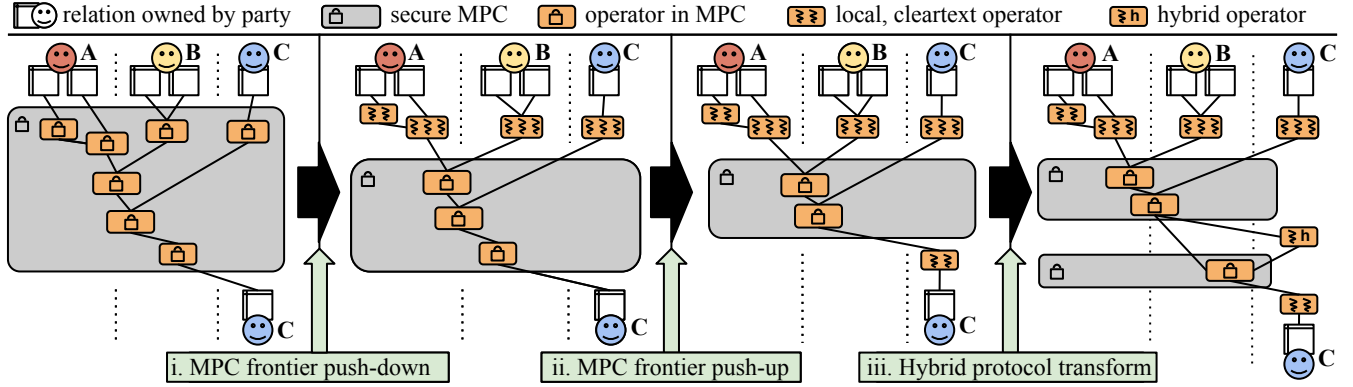 relation owned by party
secure MPC
operator in MPC
local, cleartext operator
h
hybrid operator
A B C
A B C
A B C
A B C
h
C
C
C
C
i. MPC frontier push-down
ii. MPC frontier push-up
iii. Hybrid protocol transform